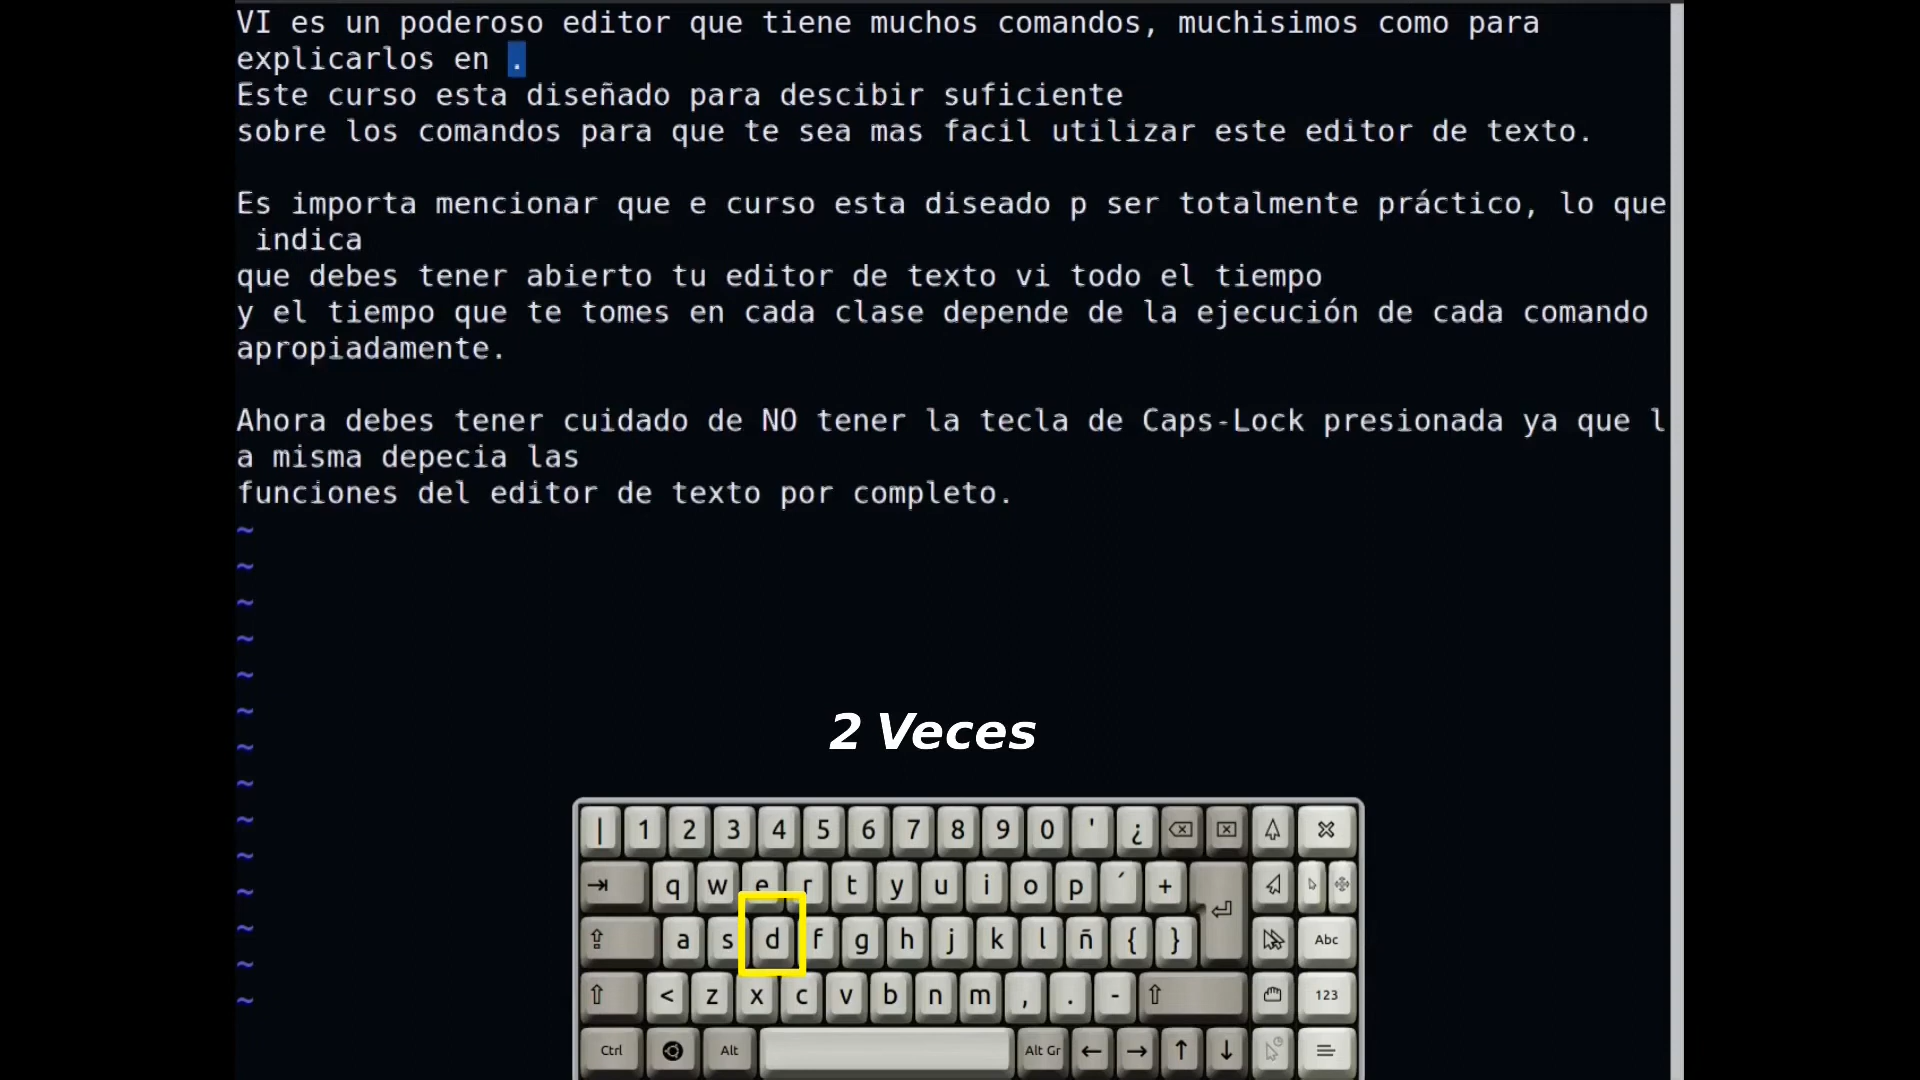 VI es un poderoso editor que tiene muchos comandos, muchisimos como para
explicarlos en .
Este curso esta diseñado para descibir suficiente
sobre los comandos para que te sea mas facil utilizar este editor de texto.
Es importa mencionar que e curso esta diseado p ser totalmente práctico, lo que
indica
que debes tener abierto tu editor de texto vi todo el tiempo
y el tiempo que te tomes en cada clase depende de la ejecución de cada comando
apropiadamente.
Ahora debes tener cuidado de NO tener la tecla de Caps-Lock presionada ya que l
a misma depecia las
funciones del editor de texto por completo.
~
~
~
~
~
~
~
~
~
~
~
~
~
~
2 Veces
| 1 2 3 4 5 6 7 8 9 0 ' ¿
q w e r t y u i o p ´ +
a s d f g h j k l ñ { } Abc
< z x c v b n m , . - 123
Ctrl Alt Alt Gr ← → ↑ ↓